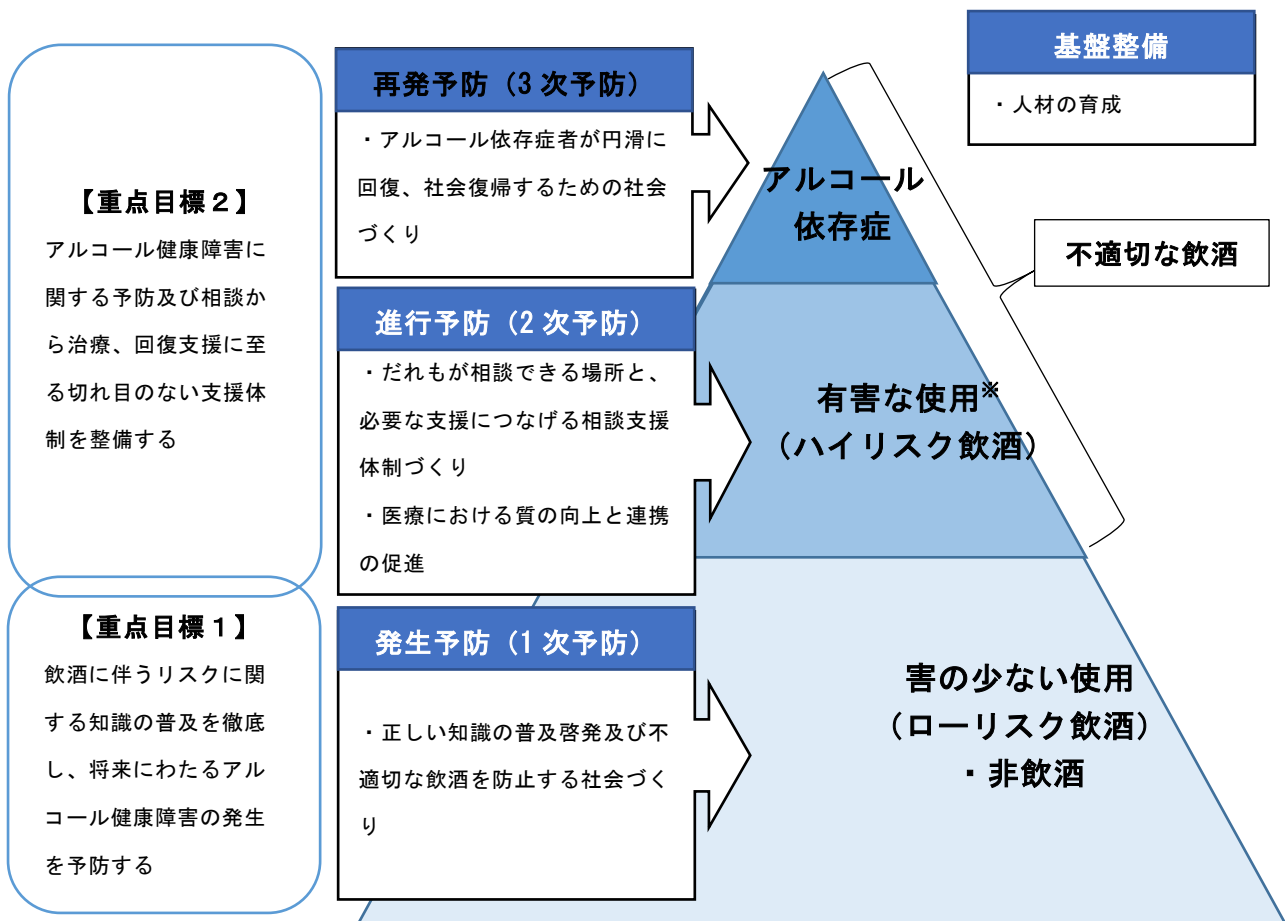 【重点目標２】
アルコール健康障害に
関する予防及び相談か
ら治療、回復支援に至
る切れ目のない支援体
制を整備する
【重点目標１】
飲酒に伴うリスクに関
する知識の普及を徹底
し、将来にわたるアル
コール健康障害の発生
を予防する
再発予防（3 次予防）
・アルコール依存症者が円滑に
回復、社会復帰するための社会
づくり
進行予防（2 次予防）
・だれもが相談できる場所と、
必要な支援につなげる相談支援
体制づくり
・医療における質の向上と連携
の促進
発生予防（1 次予防）
・正しい知識の普及啓発及び不
適切な飲酒を防止する社会づく
り
アルコール
依存症
有害な使用※
（ハイリスク飲酒）
害の少ない使用
（ローリスク飲酒）
・非飲酒
基盤整備
・人材の育成
不適切な飲酒